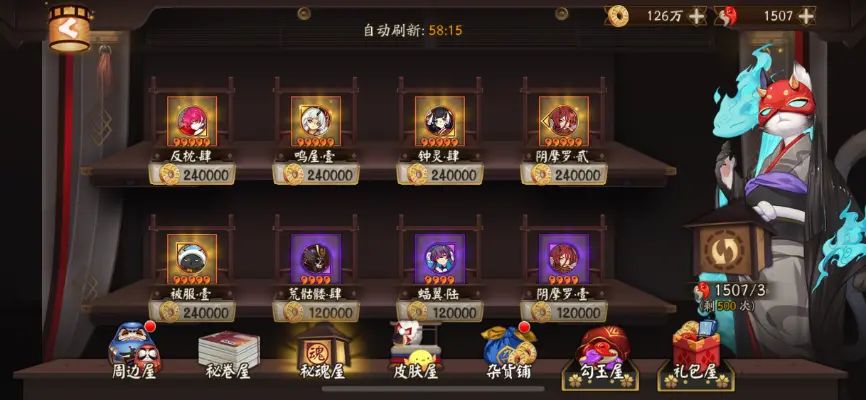 126万
1507
自动刷新: 58:15
反枕·肆
鸣屋·壹
钟灵·肆
阴摩罗·贰
240000
240000
240000
240000
被服·壹
荒骷髅·肆
蝠翼·陆
阴摩罗·壹
240000
120000
120000
120000
1507/3
(剩500次)
魂
周边屋
秘卷屋
秘魂屋
皮肤屋
杂货铺
勾玉屋
礼包屋